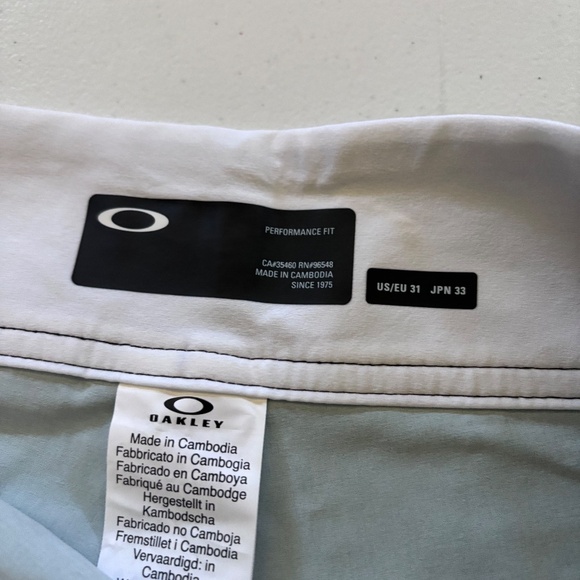 PERFORMANCE FIT
CA#35460 RN#96548
MADE IN CAMBODIA
SINCE 1975
US/EU 31 JPN 33
OAKLEY
Made in Cambodia
Fabbricato in Cambogia
Fabricado en Camboya
Fabriqué au Cambodge
Hergestellt in
Kambodscha
Fabricado no Camboja
Fremstillet i Cambodia
Vervaardigd: in
Cambodia